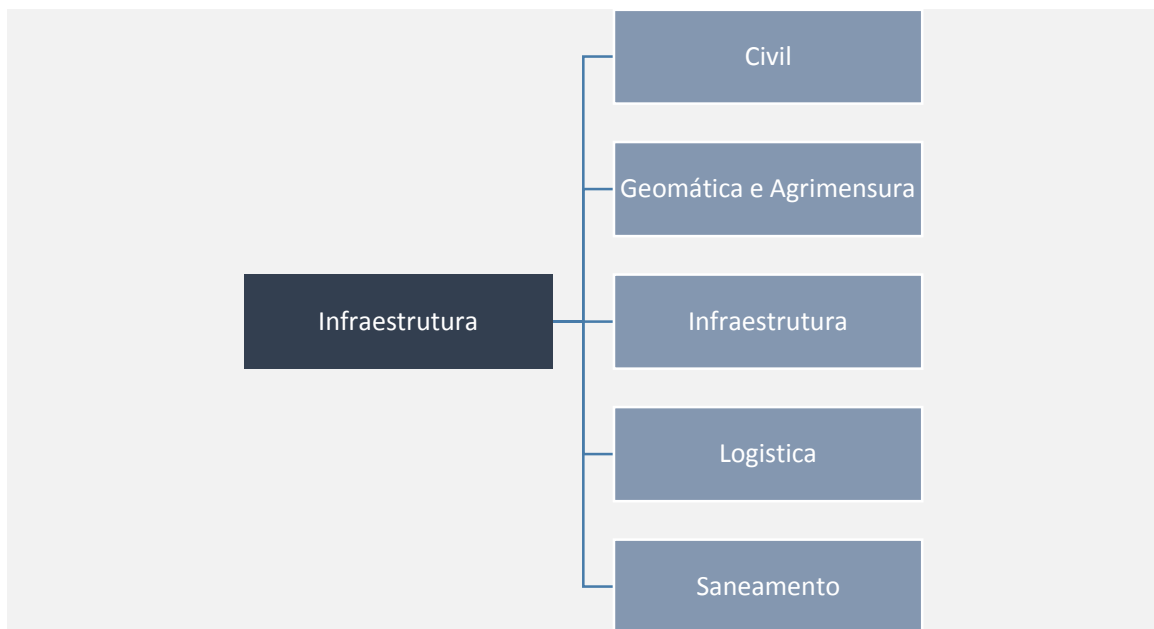 Civil
Geomática e Agrimensura
Infraestrutura
Infraestrutura
Logistica
Saneamento